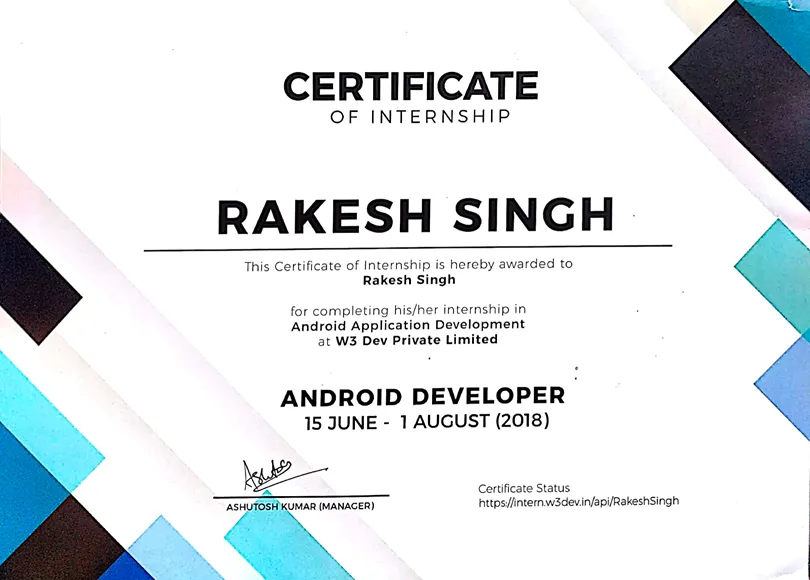 CERTIFICATE
OF INTERNSHIP
RAKESH SINGH
This Certificate of Internship is hereby awarded to
Rakesh Singh
for completing his/her internship in
Android Application Development
at W3 Dev Private Limited
ANDROID DEVELOPER
15 JUNE - 1 AUGUST (2018)
Ashutosh
ASHUTOSH KUMAR (MANAGER)
Certificate Status
https://intern.w3dev.in/api/RakeshSingh